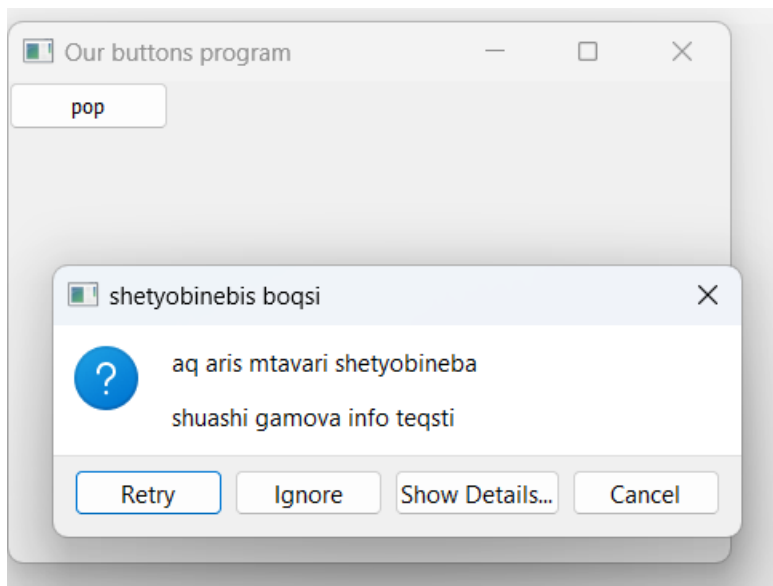 Our buttons program
pop
shetyobinebis boqsi
aq aris mtavari shetyobineba
shuashi gamova info teqsti
Retry Ignore Show Details... Cancel